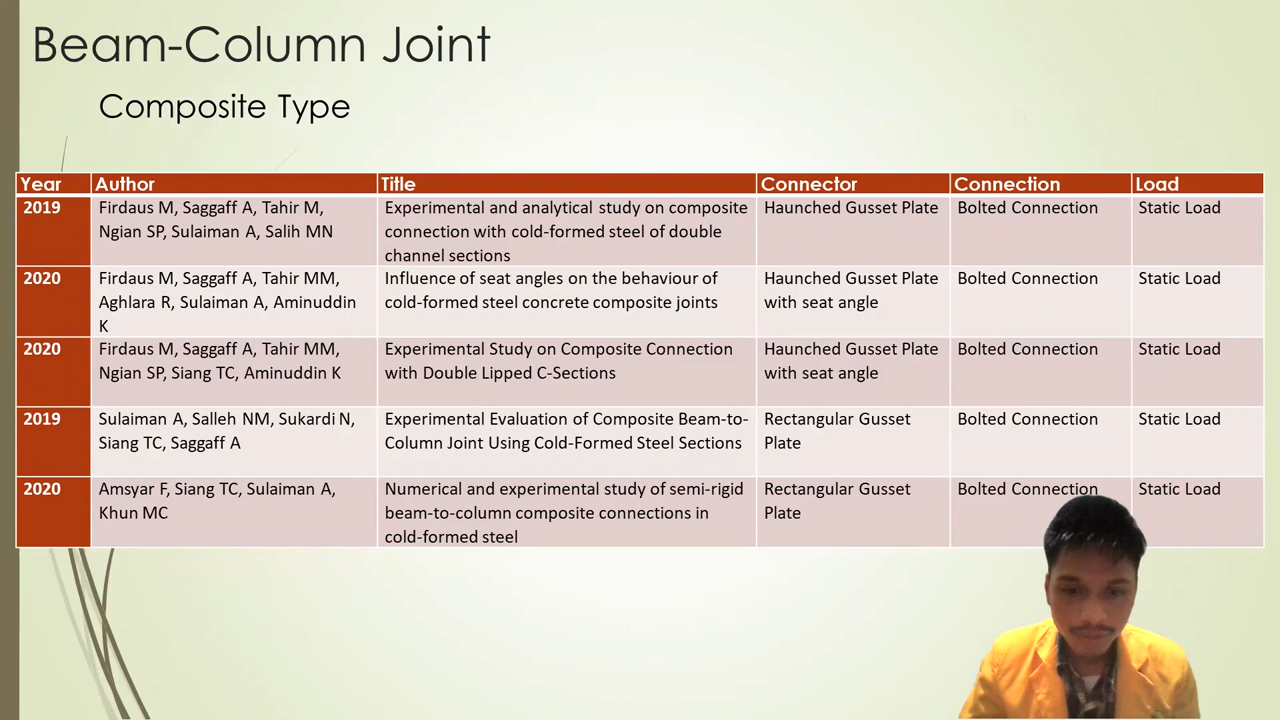 Beam-Column Joint
Composite Type
Year Author Title Connector Connection Load
2019 Firdaus M, Saggaff A, Tahir M, Experimental and analytical study on composite Haunched Gusset Plate Bolted Connection Static Load
Ngian SP, Sulaiman A, Salih MN connection with cold-formed steel of double
channel sections
2020 Firdaus M, Saggaff A, Tahir MM, Influence of seat angles on the behaviour of Haunched Gusset Plate Bolted Connection Static Load
Aghlara R, Sulaiman A, Aminuddin cold-formed steel concrete composite joints with seat angle
K
2020 Firdaus M, Saggaff A, Tahir MM, Experimental Study on Composite Connection Haunched Gusset Plate Bolted Connection Static Load
Ngian SP, Siang TC, Aminuddin K with Double Lipped C-Sections with seat angle
2019 Sulaiman A, Salleh NM, Sukardi N, Experimental Evaluation of Composite Beam-to- Rectangular Gusset Bolted Connection Static Load
Siang TC, Saggaff A Column Joint Using Cold-Formed Steel Sections Plate
2020 Amsyar F, Siang TC, Sulaiman A, Numerical and experimental study of semi-rigid Rectangular Gusset Bolted Connection Static Load
Khun MC beam-to-column composite connections in Plate
cold-formed steel